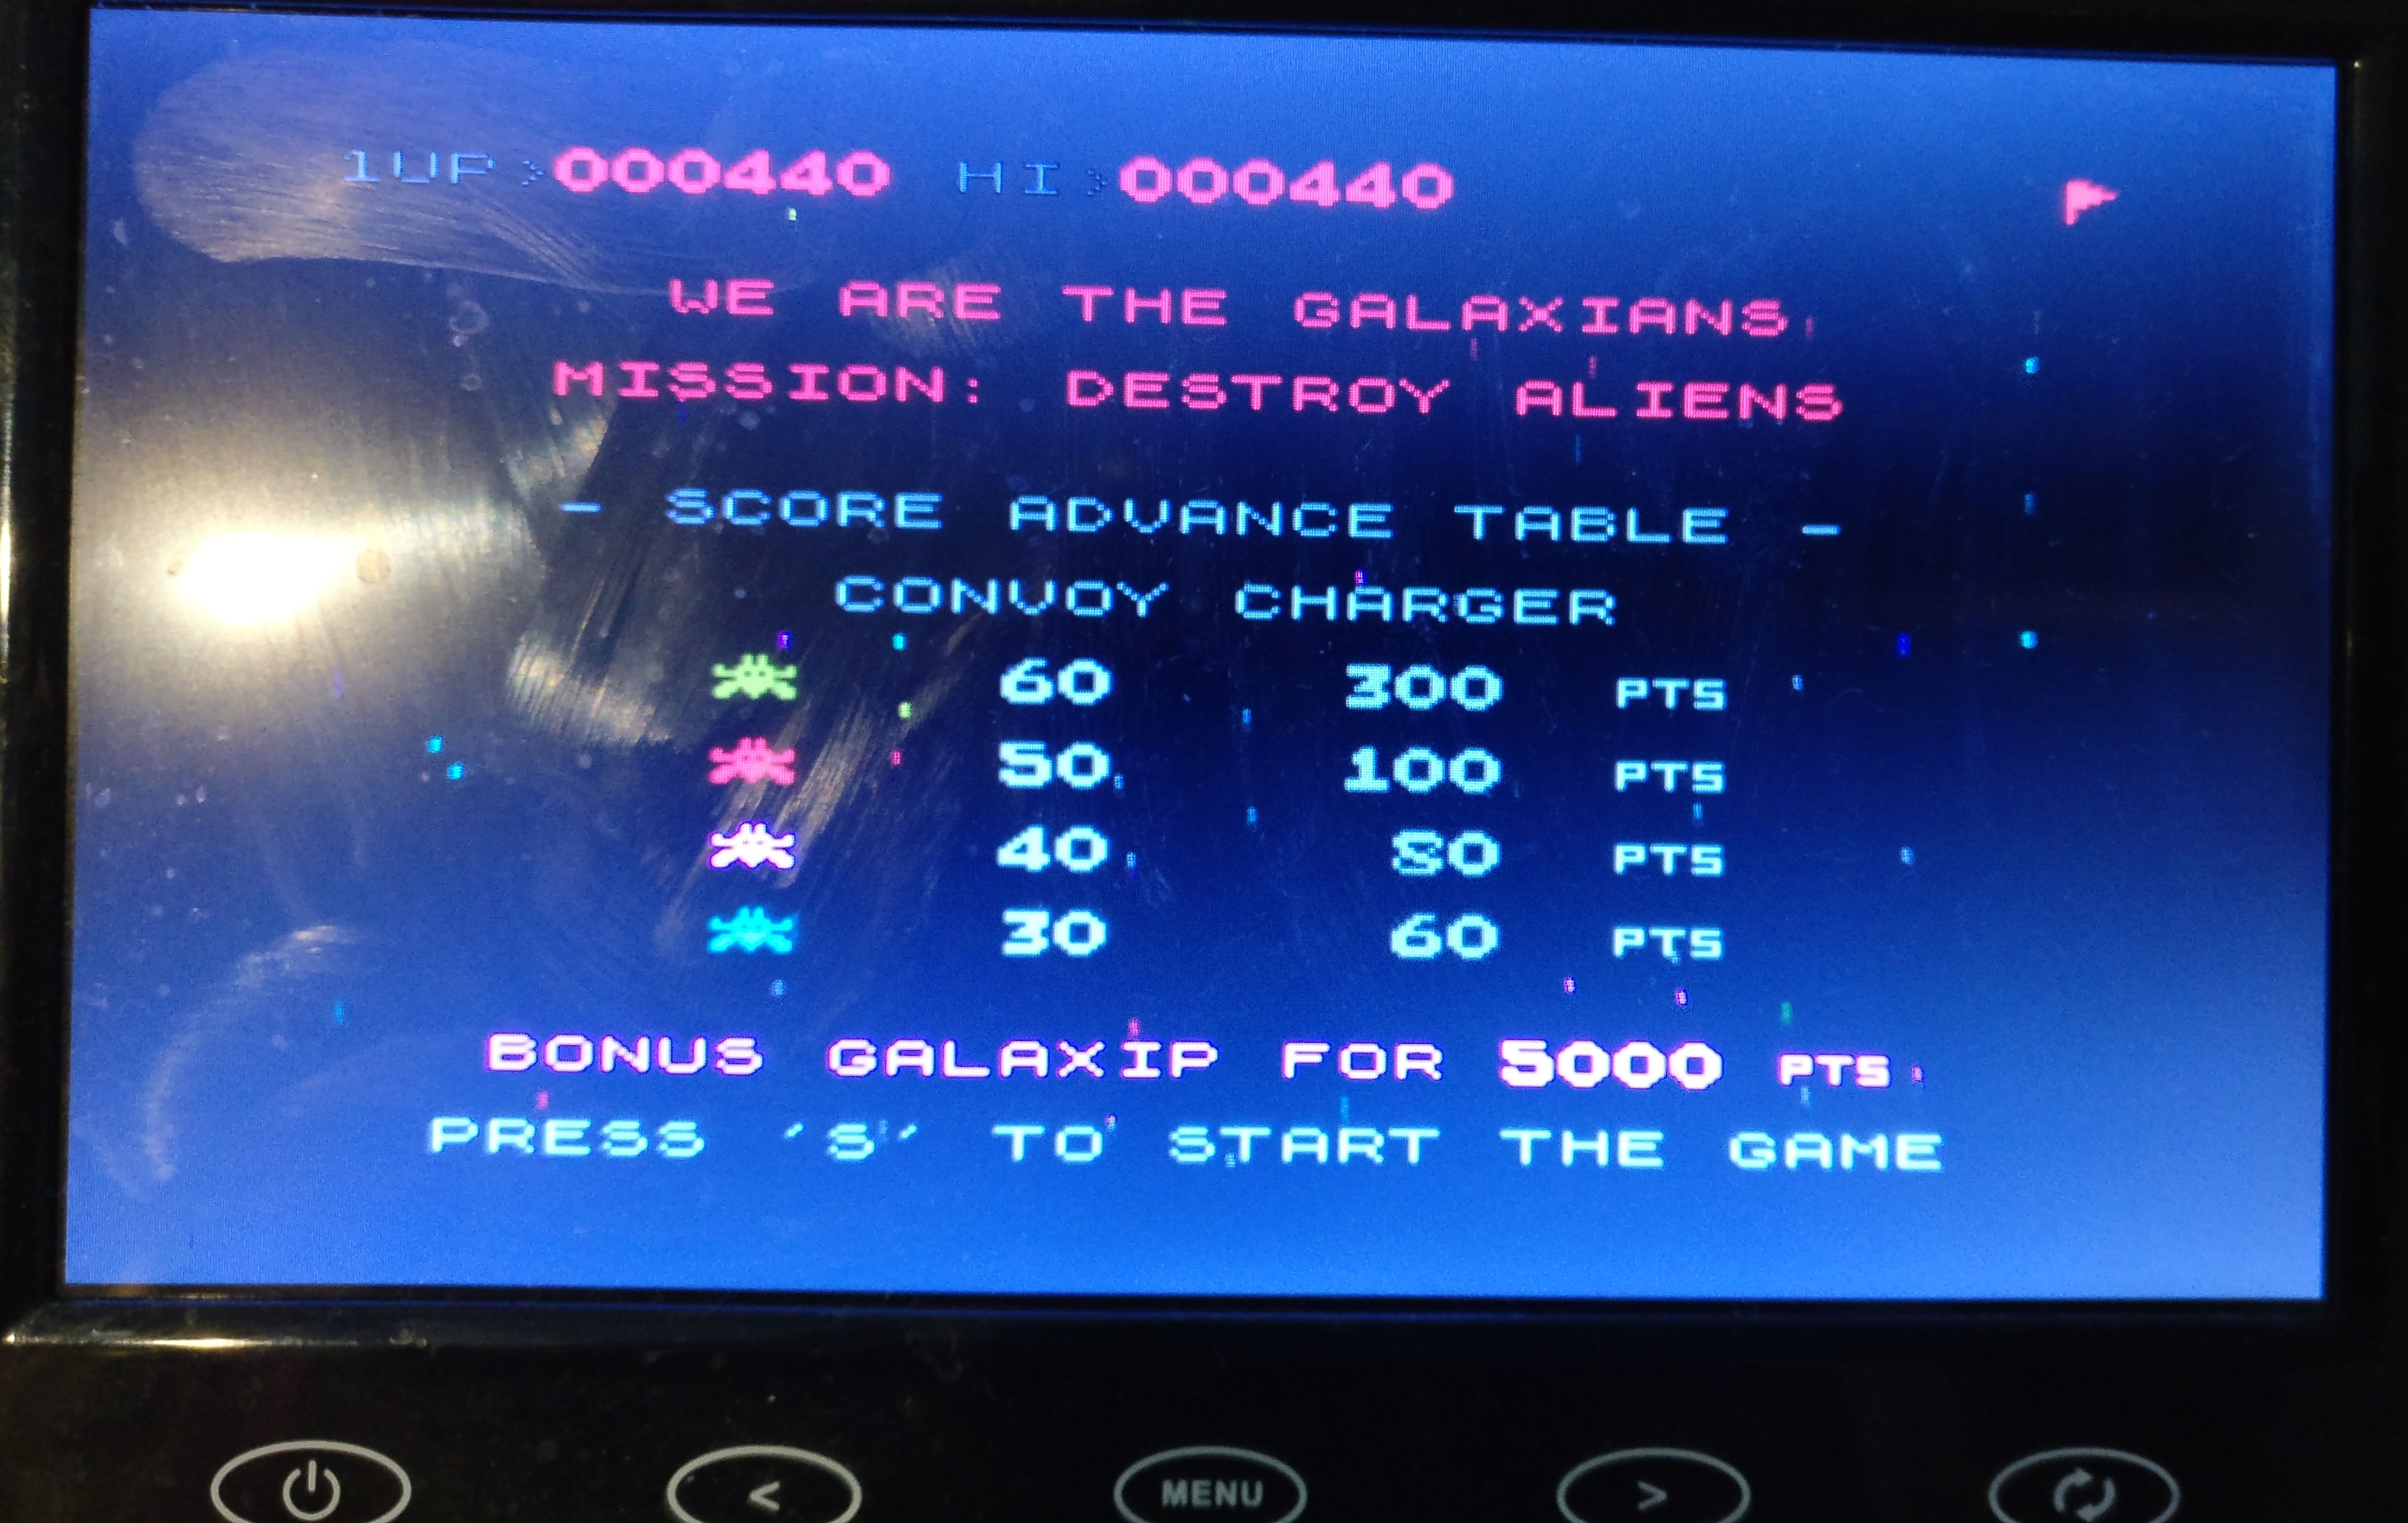 1UP>000440 HI>000440
WE ARE THE GALAXIANS
MISSION: DESTROY ALIENS
- SCORE ADVANCE TABLE -
CONVOY CHARGER
60 300 PTS
50 100 PTS
40 80 PTS
30 60 PTS
BONUS GALAXIP FOR 5000 PTS
PRESS 'S' TO START THE GAME
< MENU >